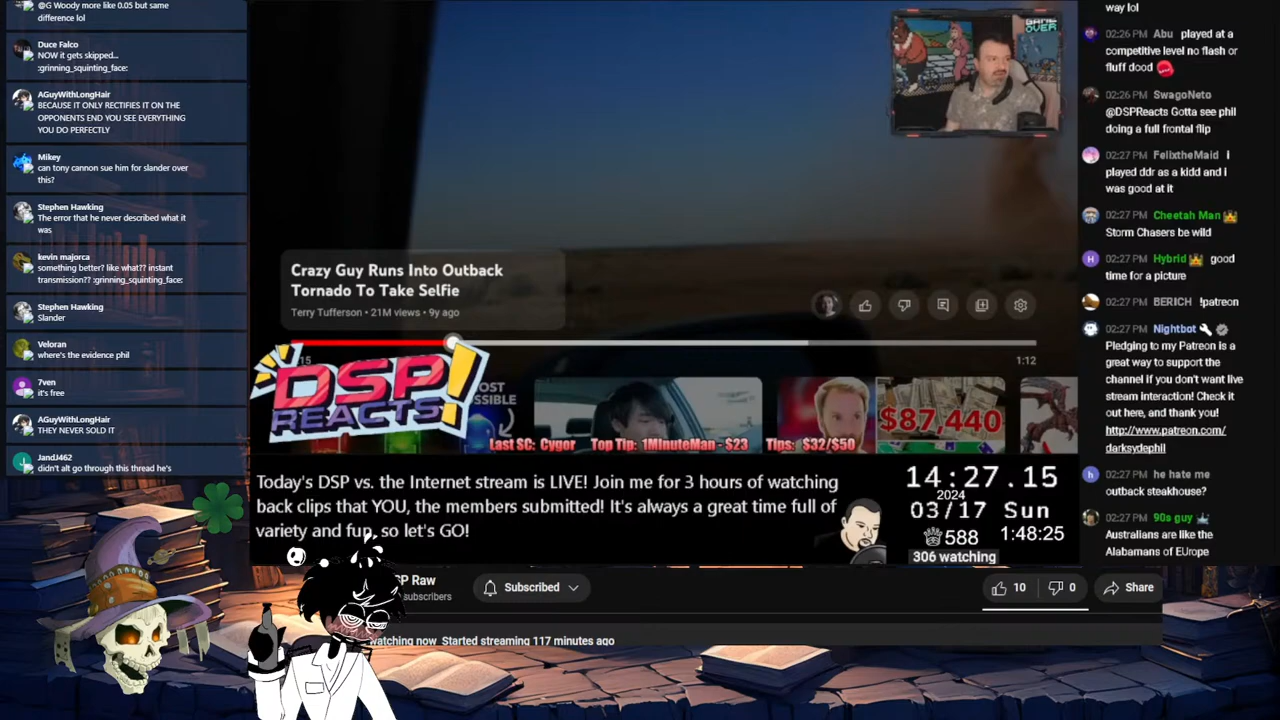 @G Woody more like 0.05 but same
difference lol
Duce Falco
NOW it gets skipped...
:grinning_squinting_face:
AGuyWithLongHair
BECAUSE IT ONLY RECTIFIES IT ON THE
OPPONENTS END YOU SEE EVERYTHING
YOU DO PERFECTLY
Mikey
can tony cannon sue him for slander over
this?
Stephen Hawking
The error that he never described what it
was
kevin majorca
something better? like what?? instant
transmission?? :grinning_squinting_face:
Stephen Hawking
Slander
Veloran
where's the evidence phil
7ven
it's free
AGuyWithLongHair
THEY NEVER SOLD IT
JandJ462
didn't alt go through this thread he's
GAME
OVER
Crazy Guy Runs Into Outback
Tornado To Take Selfie
Terry Tufferson • 21M views • 9y ago
15
1:12
DSP
REACTS!
OST
SSIBLE
$87,440
Last SC: Cygor Top Tip: 1MinuteMan - $23 Tips: $32/$50
Today's DSP vs. the Internet stream is LIVE! Join me for 3 hours of watching
back clips that YOU, the members submitted! It's always a great time full of
variety and fun, so let's GO!
14:27.15
2024
03/17 Sun
588
1:48:25
306 watching
SP Raw
subscribers
Subscribed
10
0
Share
watching now Started streaming 117 minutes ago
way lol
02:26 PM Abu played at a
competitive level no flash or
fluff dood
02:26 PM SwagoNeto
@DSPReacts Gotta see phil
doing a full frontal flip
02:27 PM FelixtheMaid i
played ddr as a kidd and i
was good at it
02:27 PM Cheetah Man
Storm Chasers be wild
02:27 PM Hybrid good
time for a picture
02:27 PM BERICH !patreon
02:27 PM Nightbot
Pledging to my Patreon is a
great way to support the
channel if you don't want live
stream interaction! Check it
out here, and thank you!
http://www.patreon.com/
darksydephil
02:27 PM he hate me
outback steakhouse?
02:27 PM 90s guy
Australians are like the
Alabamans of EUrope